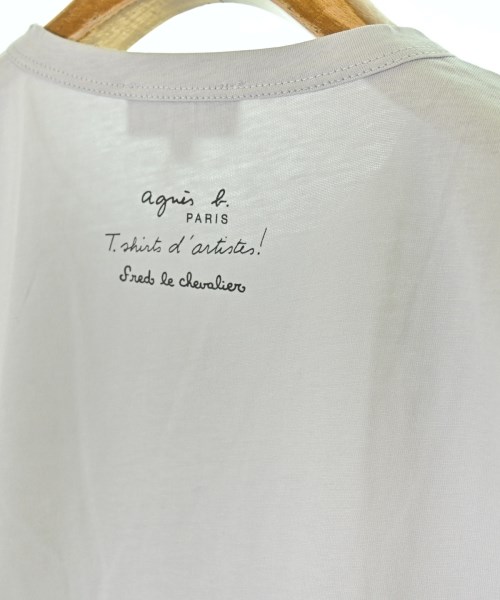 agnès b.
PARIS
T.shirts d'artistes!
fred le chevalier